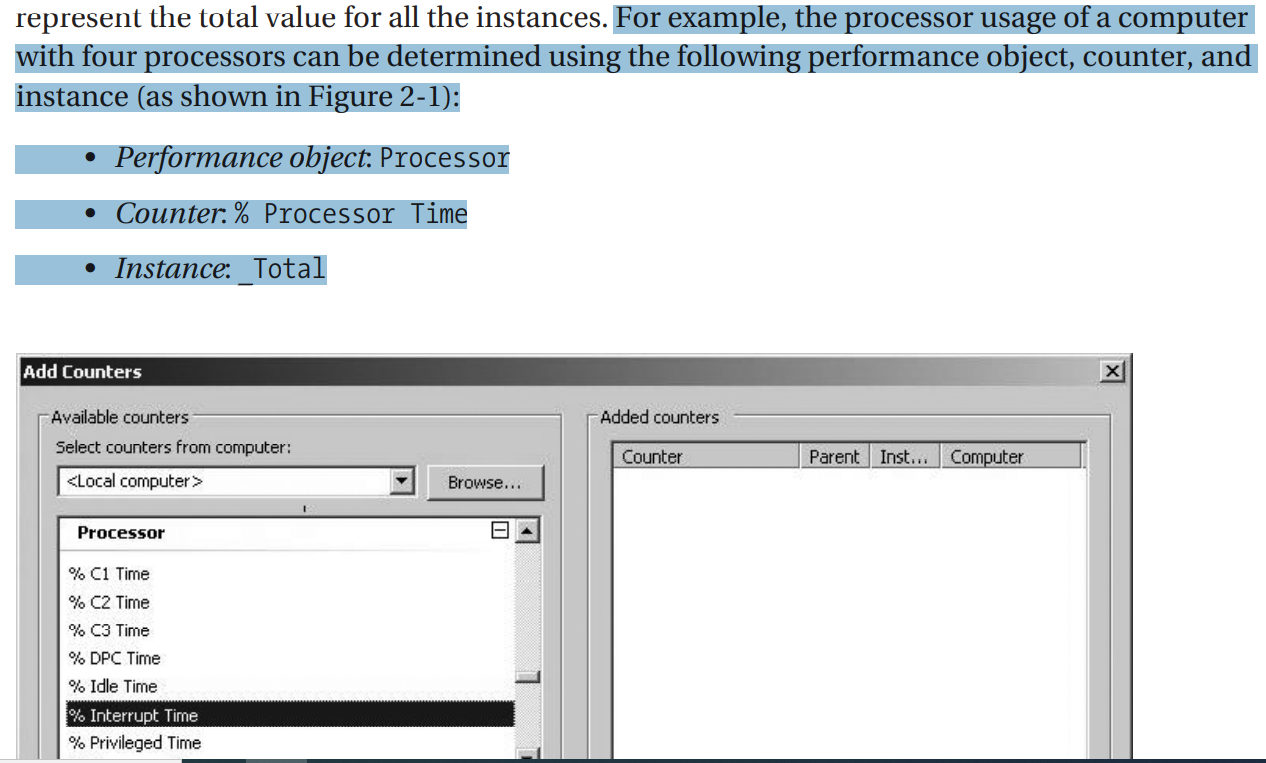 represent the total value for all the instances. For example, the processor usage of a computer
with four processors can be determined using the following performance object, counter, and
instance (as shown in Figure 2-1):
• Performance object: Processor
• Counter: % Processor Time
• Instance: _Total
Add Counters
Available counters
Select counters from computer:
<Local computer>
Browse...
Processor
% C1 Time
% C2 Time
% C3 Time
% DPC Time
% Idle Time
% Interrupt Time
% Privileged Time
Added counters
Counter Parent Inst... Computer